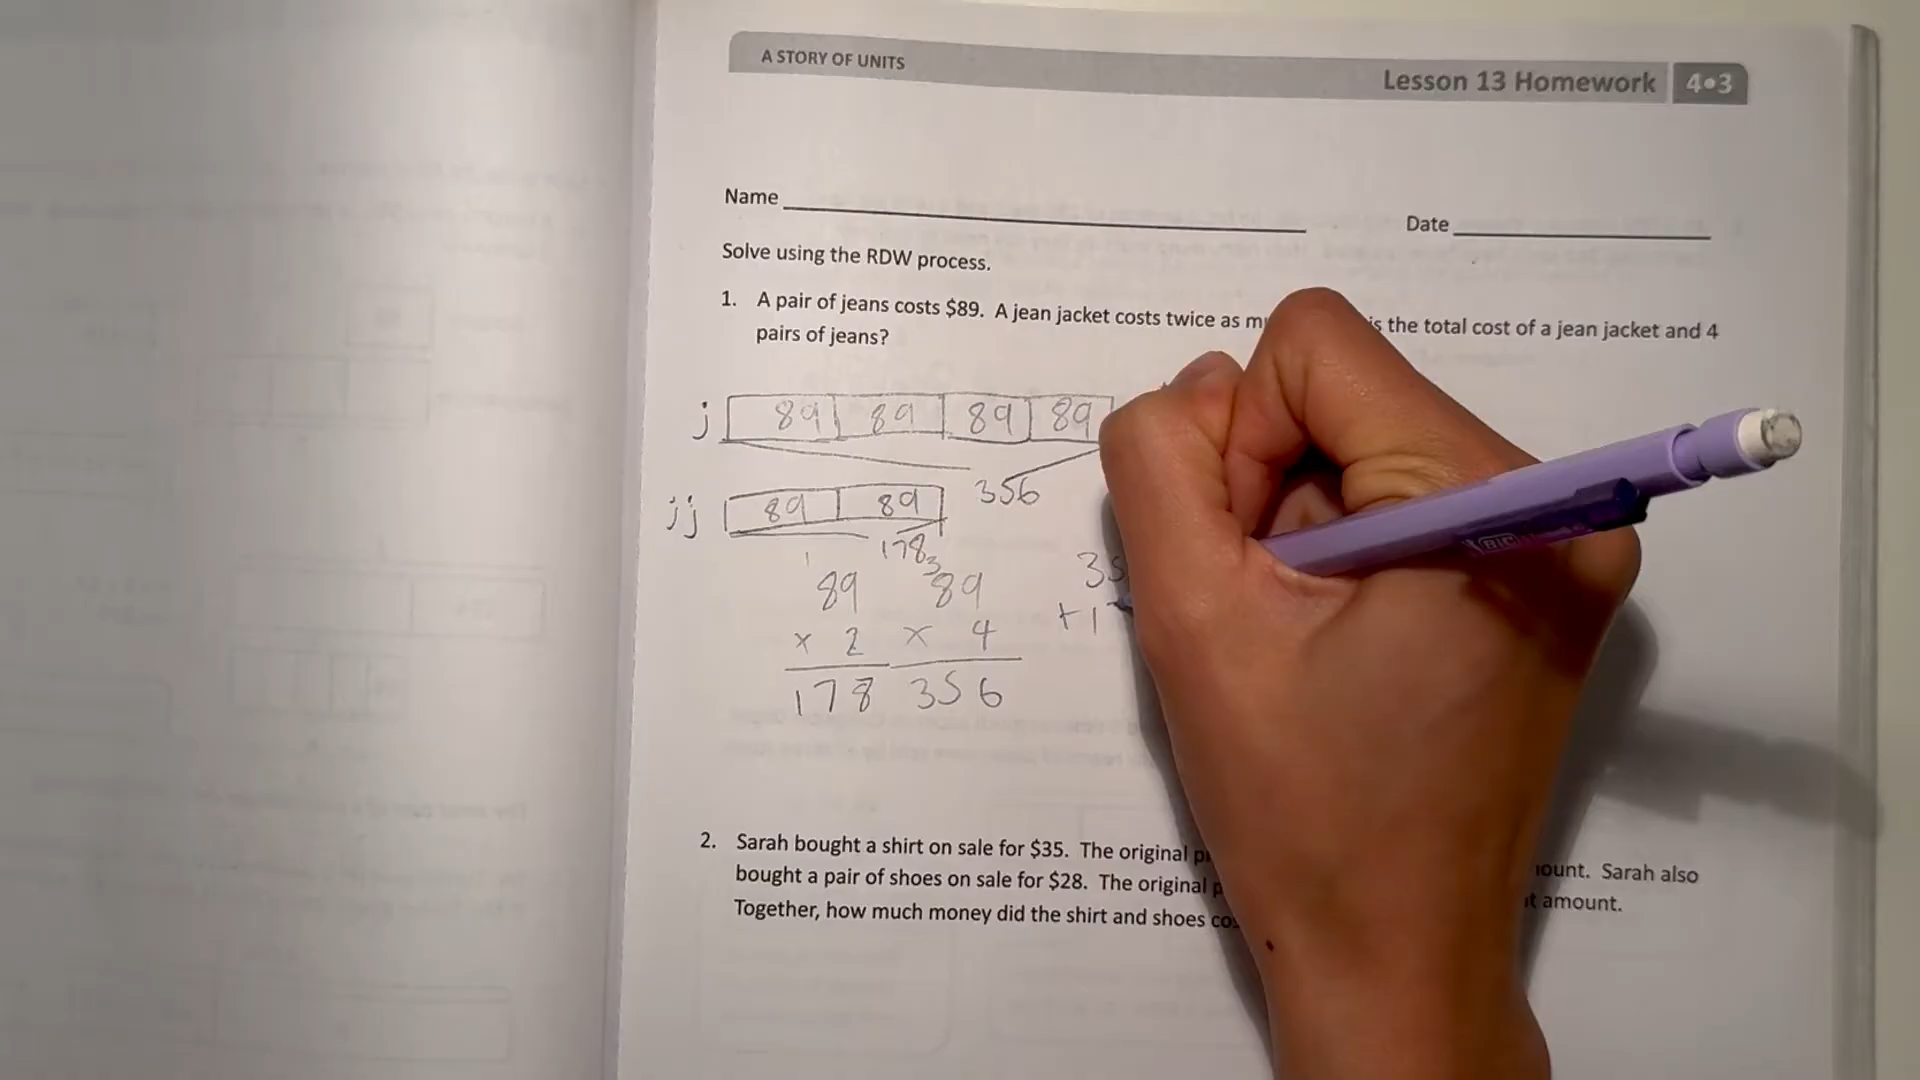 A STORY OF UNITS
Lesson 13 Homework 4•3
Name
Date
Solve using the RDW process.
1. A pair of jeans costs $89. A jean jacket costs twice as is the total cost of a jean jacket and 4
pairs of jeans?
j 89 89 89 89
356
jj 89 89
178
1 3
89 89
x 2 x 4
178 356
+1
2. Sarah bought a shirt on sale for $35. The original
bought a pair of shoes on sale for $28. The original
Together, how much money did the shirt and shoes
Sarah also
amount.
BIC